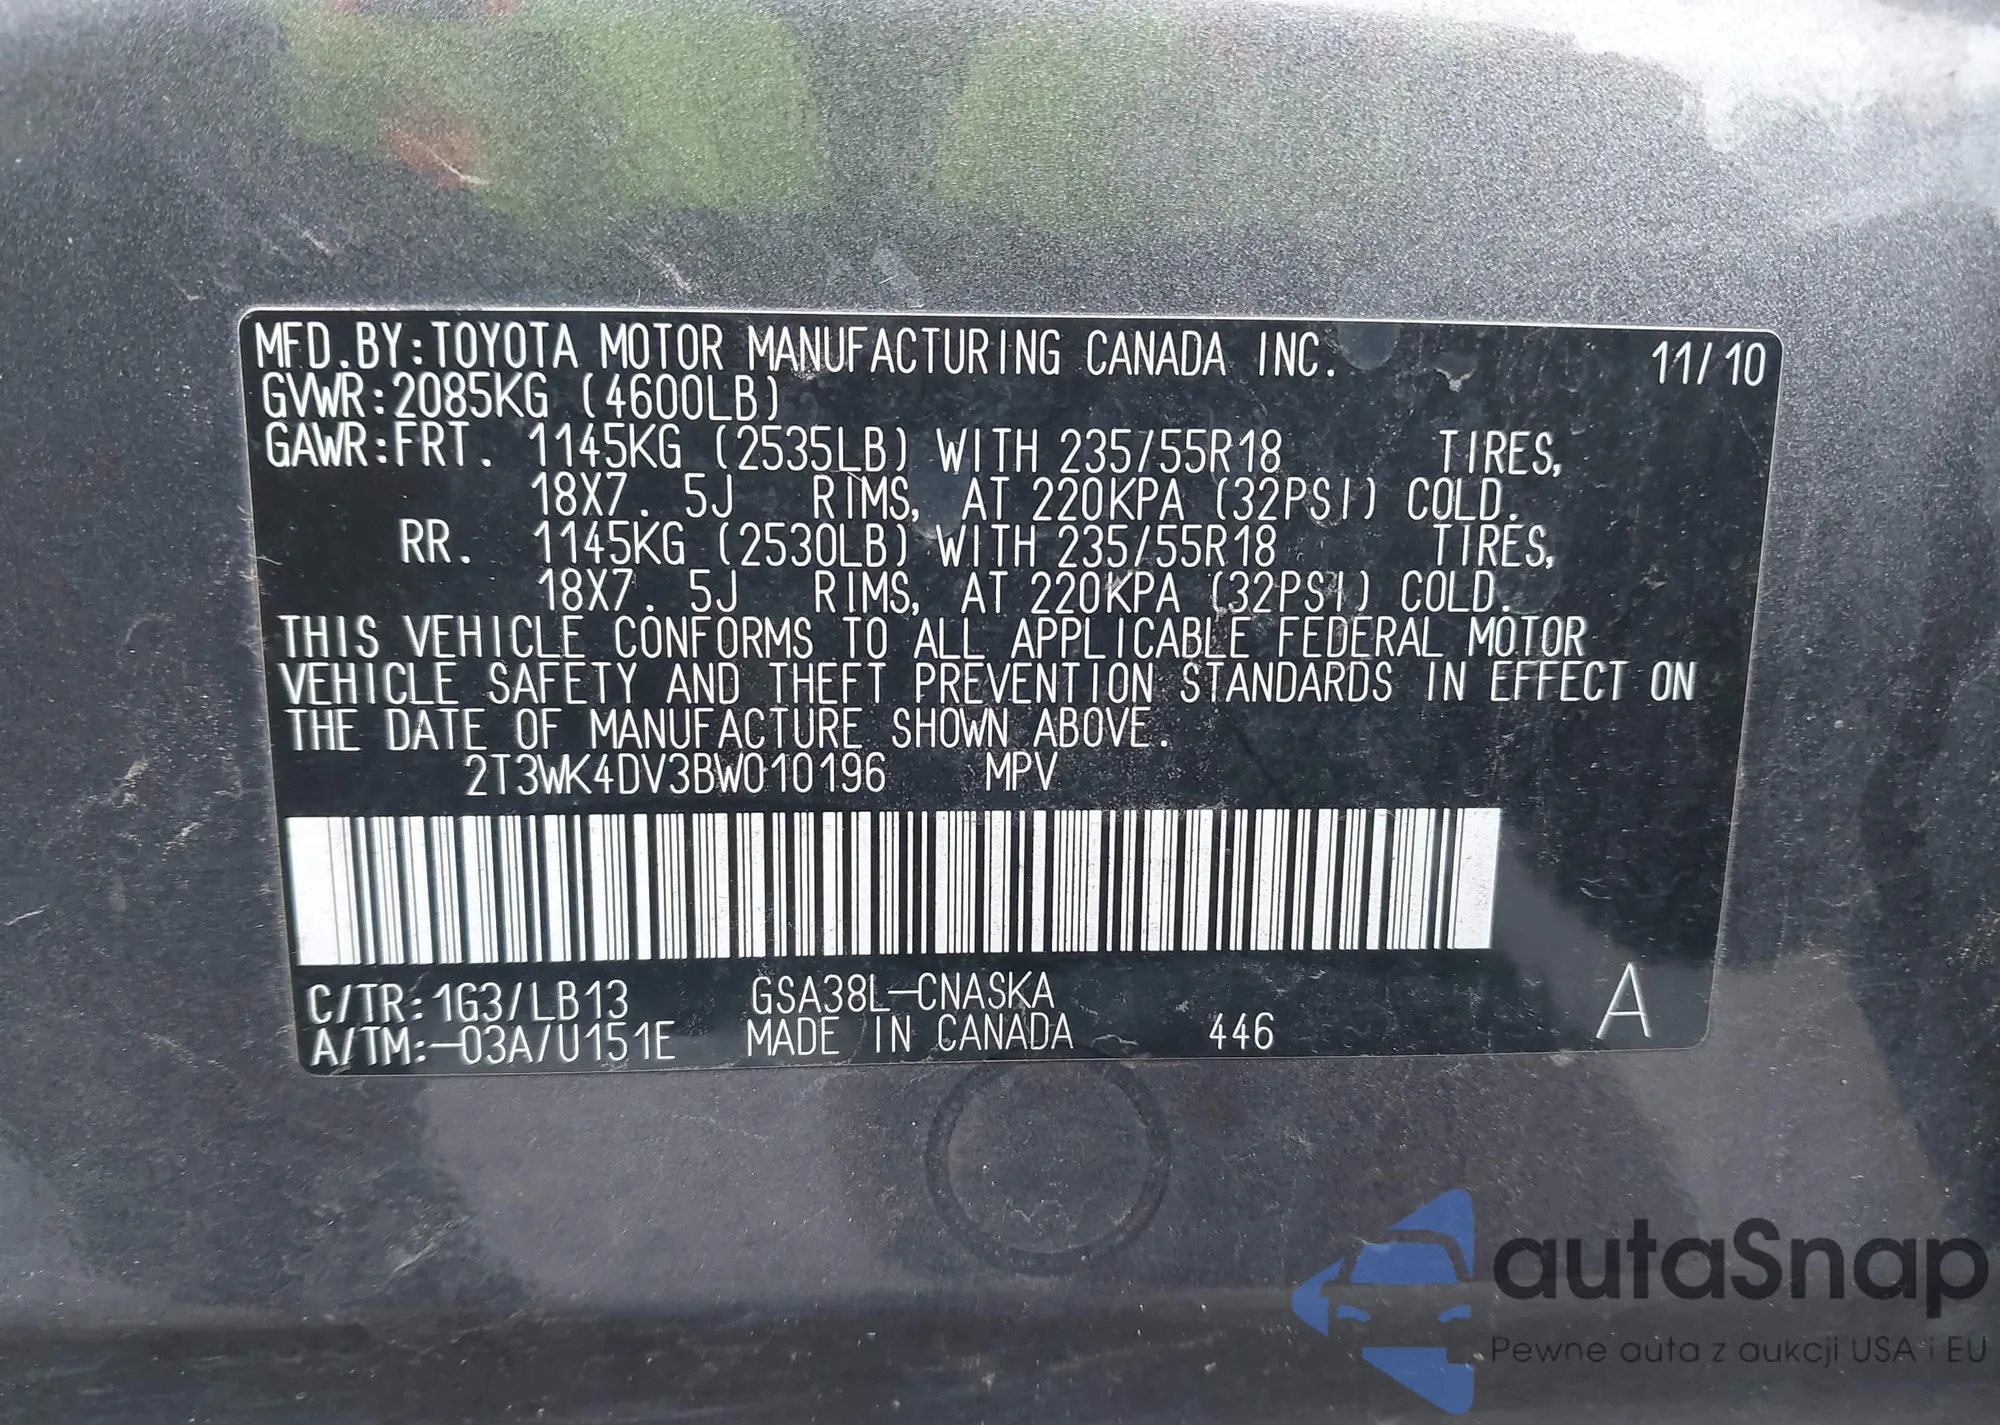 MFD.BY:TOYOTA MOTOR MANUFACTURING CANADA INC. 11/10
GVWR:2085KG (4600LB)
GAWR:FRT. 1145KG (2535LB) WITH 235/55R18 TIRES,
18X7. 5J RIMS, AT 220KPA (32PSI) COLD.
RR. 1145KG (2530LB) WITH 235/55R18 TIRES,
18X7. 5J RIMS, AT 220KPA (32PSI) COLD.
THIS VEHICLE CONFORMS TO ALL APPLICABLE FEDERAL MOTOR
VEHICLE SAFETY AND THEFT PREVENTION STANDARDS IN EFFECT ON
THE DATE OF MANUFACTURE SHOWN ABOVE.
2T3WK4DV3BW010196 MPV
C/TR:1G3/LB13 GSA38L-CNASKA
A/TM:-03A/U151E MADE IN CANADA 446 A
autaSnap
Pewne auta z aukcji USA i EU